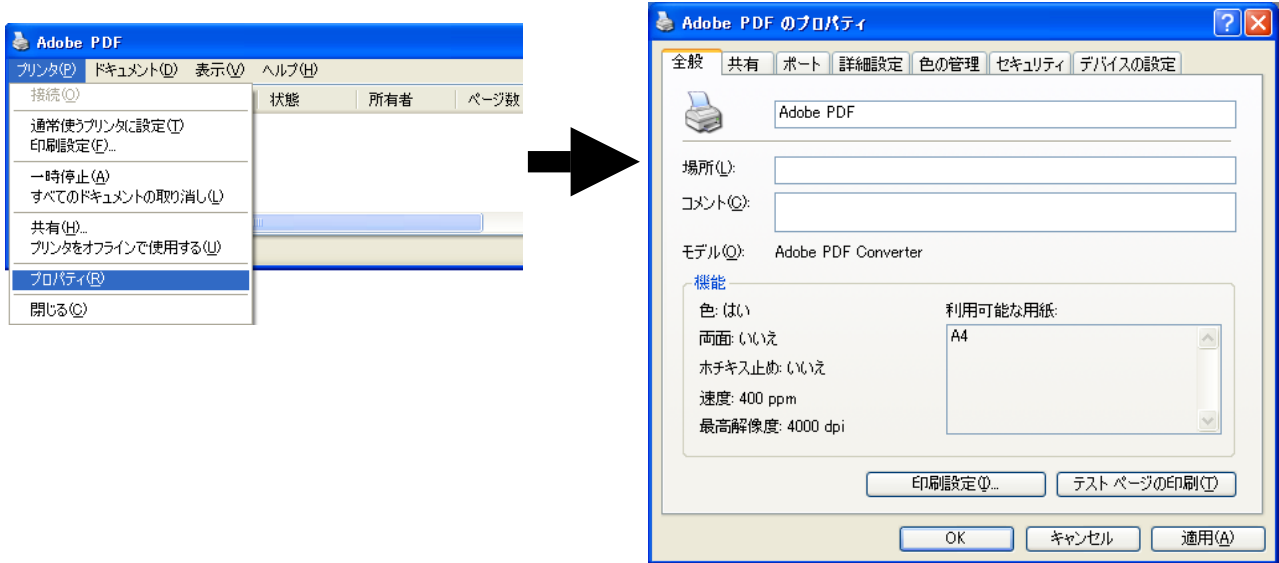 Adobe PDF
プリンタ(P) ドキュメント(D) 表示(V) ヘルプ(H)
状態 所有者 ページ数
接続(O)
通常使うプリンタに設定(T)
印刷設定(F)...
一時停止(A)
すべてのドキュメントの取り消し(L)
共有(H)...
プリンタをオフラインで使用する(U)
プロパティ(R)
閉じる(C)
Adobe PDF のプロパティ
全般 共有 ポート 詳細設定 色の管理 セキュリティ デバイスの設定
Adobe PDF
場所(L):
コメント(C):
モデル(O): Adobe PDF Converter
機能
色: はい
両面: いいえ
ホチキス止め: いいえ
速度: 400 ppm
最高解像度: 4000 dpi
利用可能な用紙:
A4
印刷設定(I)... テスト ページの印刷(T)
OK キャンセル 適用(A)